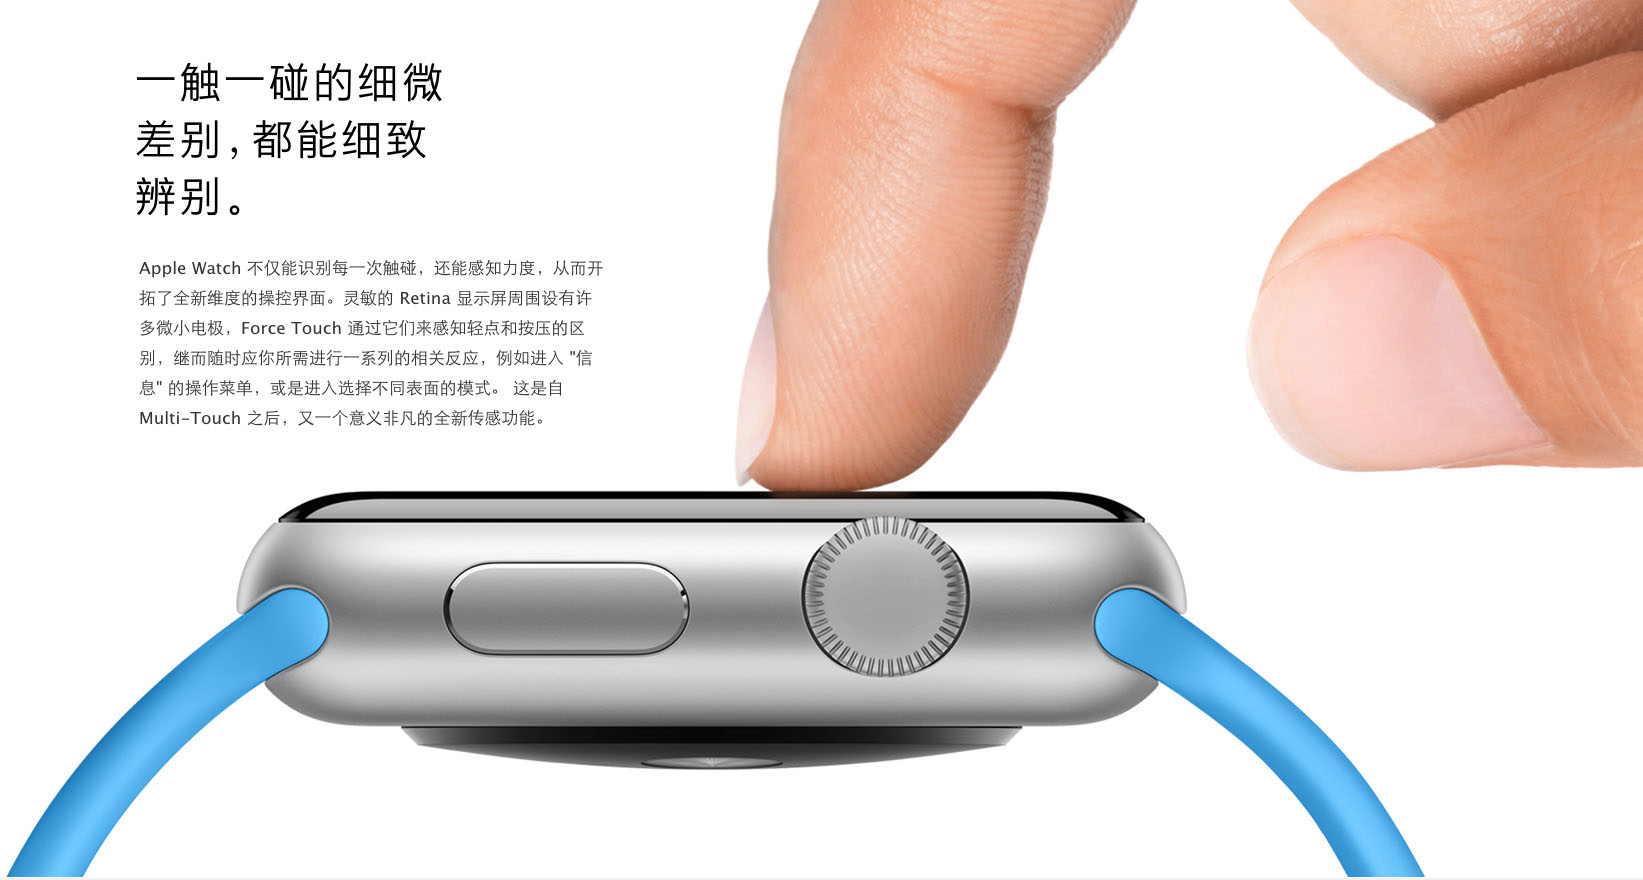 一触一碰的细微
差别，都能细致
辨别。
Apple Watch 不仅能识别每一次触碰，还能感知力度，从而开
拓了全新维度的操控界面。灵敏的 Retina 显示屏周围设有许
多微小电极，Force Touch 通过它们来感知轻点和按压的区
别，继而随时应你所需进行一系列的相关反应，例如进入 "信
息" 的操作菜单，或是进入选择不同表面的模式。 这是自
Multi-Touch 之后，又一个意义非凡的全新传感功能。